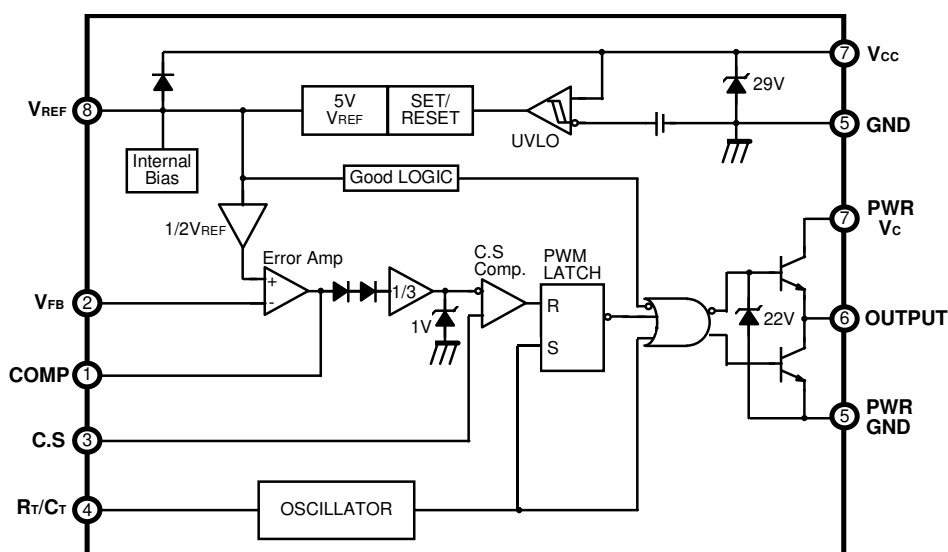 7 VCC
29V
VREF 8
5V
VREF
SET/
RESET
UVLO
5 GND
Internal
Bias
Good LOGIC
1/2VREF
7 PWR
VC
Error Amp
C.S
Comp.
PWM
LATCH
+
-
1/3
1V
R
S
VFB 2
22V
6 OUTPUT
COMP 1
5 PWR
GND
C.S 3
RT/CT 4
OSCILLATOR